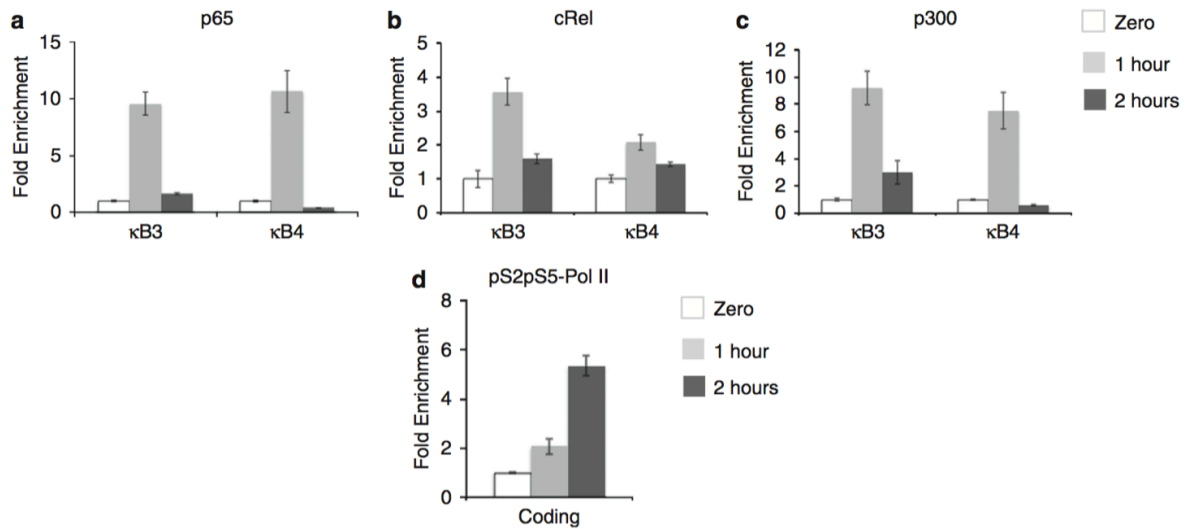 a p65
Fold Enrichment
15
10
5
0
κB3 κB4
b cRel
Fold Enrichment
5
4
3
2
1
0
κB3 κB4
c p300
Fold Enrichment
12
10
8
6
4
2
0
κB3 κB4
Zero
1 hour
2 hours
d pS2pS5-Pol II
Fold Enrichment
8
6
4
2
0
Coding
Zero
1 hour
2 hours